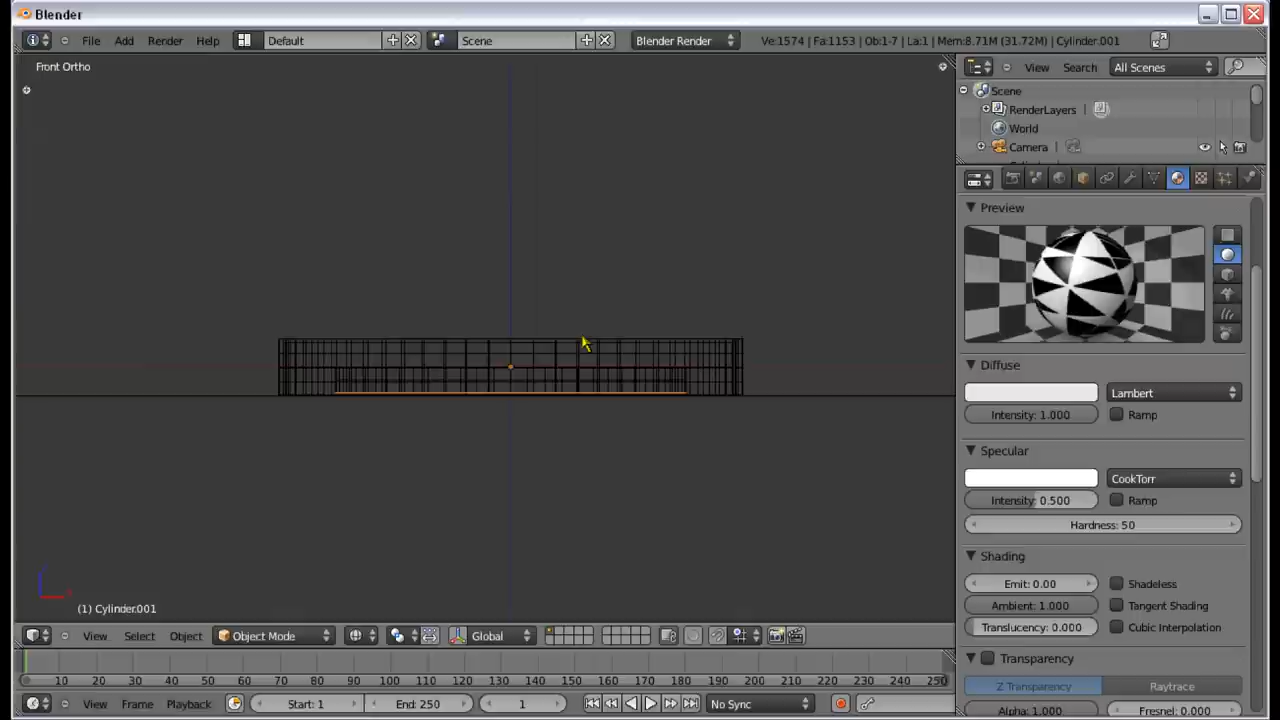 Blender
File Add Render Help Default Scene Blender Render Ve:1574 | Fa:1153 | Ob:1-7 | La:1 | Mem:8.71M (31.72M) | Cylinder.001
Front Ortho
View Search All Scenes
Scene
RenderLayers
World
Camera
Preview
Diffuse
Lambert
Intensity: 1.000 Ramp
Specular
CookTorr
Intensity: 0.500 Ramp
Hardness: 50
Shading
Emit: 0.00 Shadeless
Ambient: 1.000 Tangent Shading
Translucency: 0.000 Cubic Interpolation
Transparency
Z Transparency Raytrace
Alpha: 1.000 Fresnel: 0.000
(1) Cylinder.001
View Select Object Object Mode Global
10 20 30 40 50 60 70 80 90 100 110 120 130 140 150 160 170 180 190 200 210 220 230 240 250
View Frame Playback Start: 1 End: 250 1 No Sync